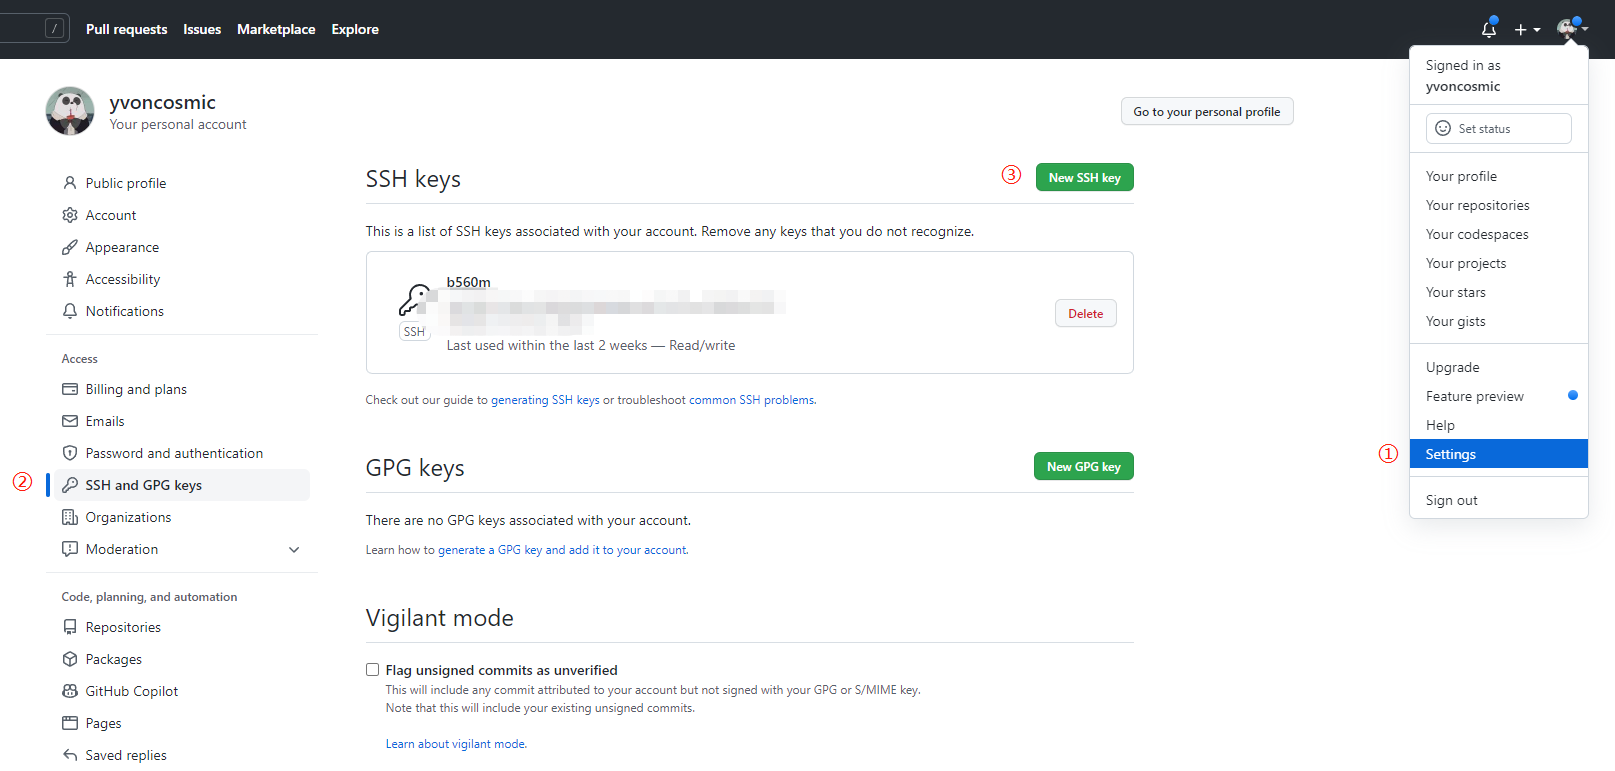 / Pull requests Issues Marketplace Explore
yvoncosmic
Your personal account
Go to your personal profile
Public profile
Account
Appearance
Accessibility
Notifications
Access
Billing and plans
Emails
Password and authentication
② SSH and GPG keys
Organizations
Moderation
Code, planning, and automation
Repositories
Packages
GitHub Copilot
Pages
Saved replies
SSH keys ③ New SSH key
This is a list of SSH keys associated with your account. Remove any keys that you do not recognize.
b560m
SSH
Last used within the last 2 weeks — Read/write
Delete
Check out our guide to generating SSH keys or troubleshoot common SSH problems.
GPG keys New GPG key
There are no GPG keys associated with your account.
Learn how to generate a GPG key and add it to your account.
Vigilant mode
Flag unsigned commits as unverified
This will include any commit attributed to your account but not signed with your GPG or S/MIME key.
Note that this will include your existing unsigned commits.
Learn about vigilant mode.
Signed in as
yvoncosmic
Set status
Your profile
Your repositories
Your codespaces
Your projects
Your stars
Your gists
Upgrade
Feature preview
Help
① Settings
Sign out